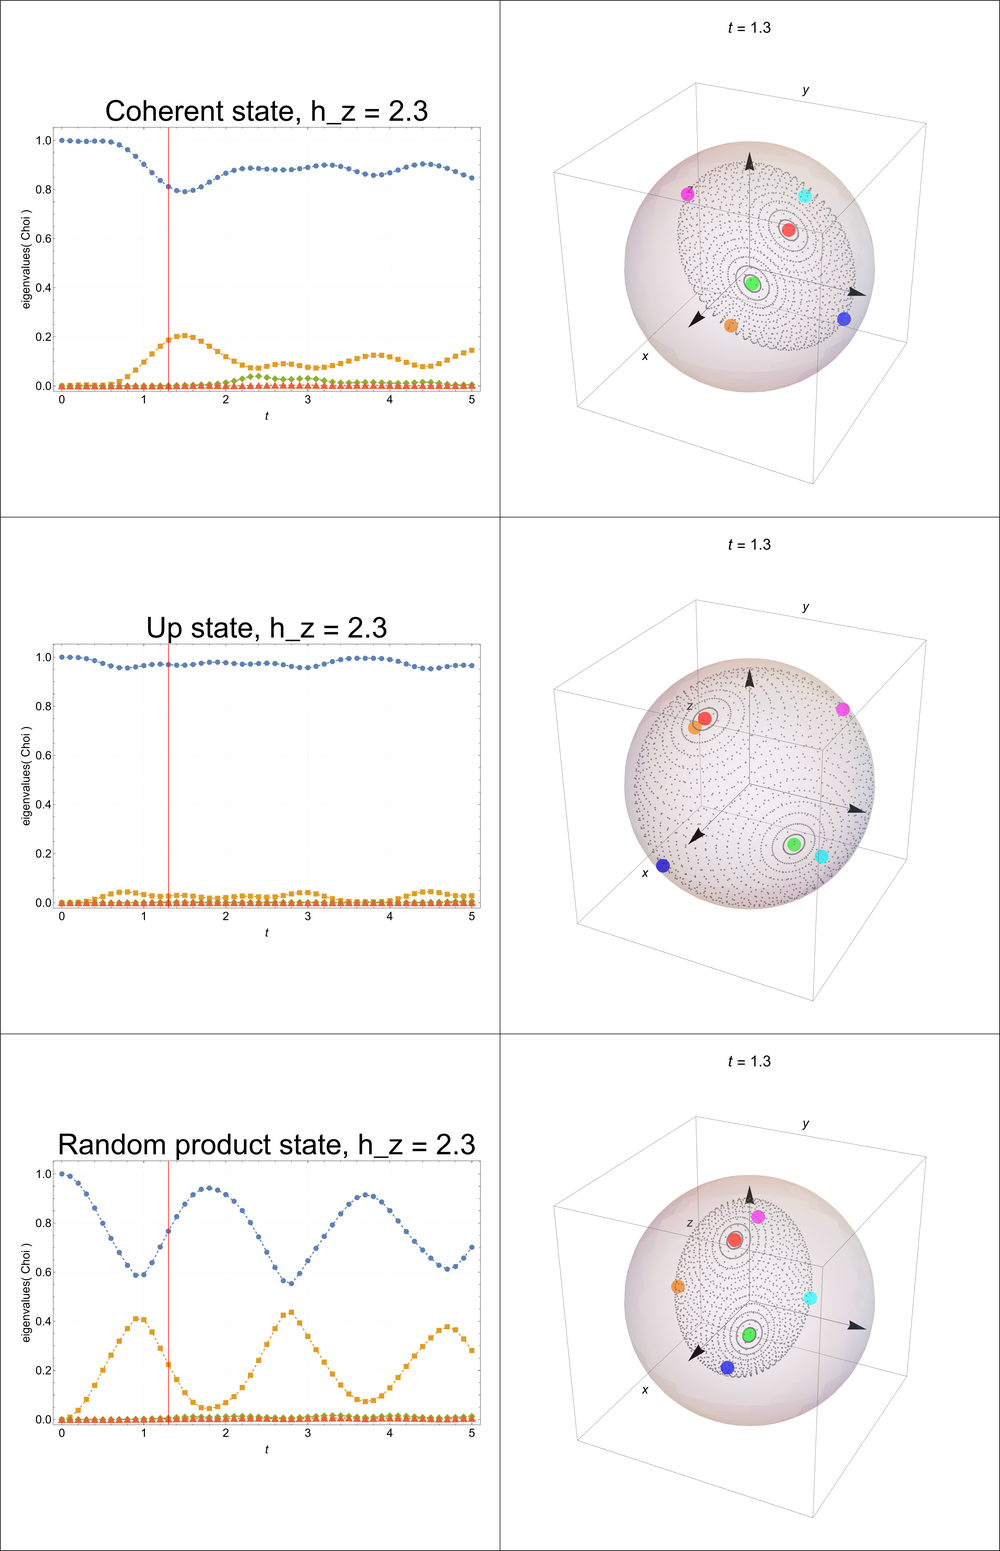 t = 1.3
y
Coherent state, h_z = 2.3
1.0
0.8
0.6
0.4
0.2
0.0
eigenvalues( Choi )
0 1 2 3 4 5
t
z
x
t = 1.3
y
Up state, h_z = 2.3
1.0
0.8
0.6
0.4
0.2
0.0
eigenvalues( Choi )
0 1 2 3 4 5
t
z
x
t = 1.3
y
Random product state, h_z = 2.3
1.0
0.8
0.6
0.4
0.2
0.0
eigenvalues( Choi )
0 1 2 3 4 5
t
z
x